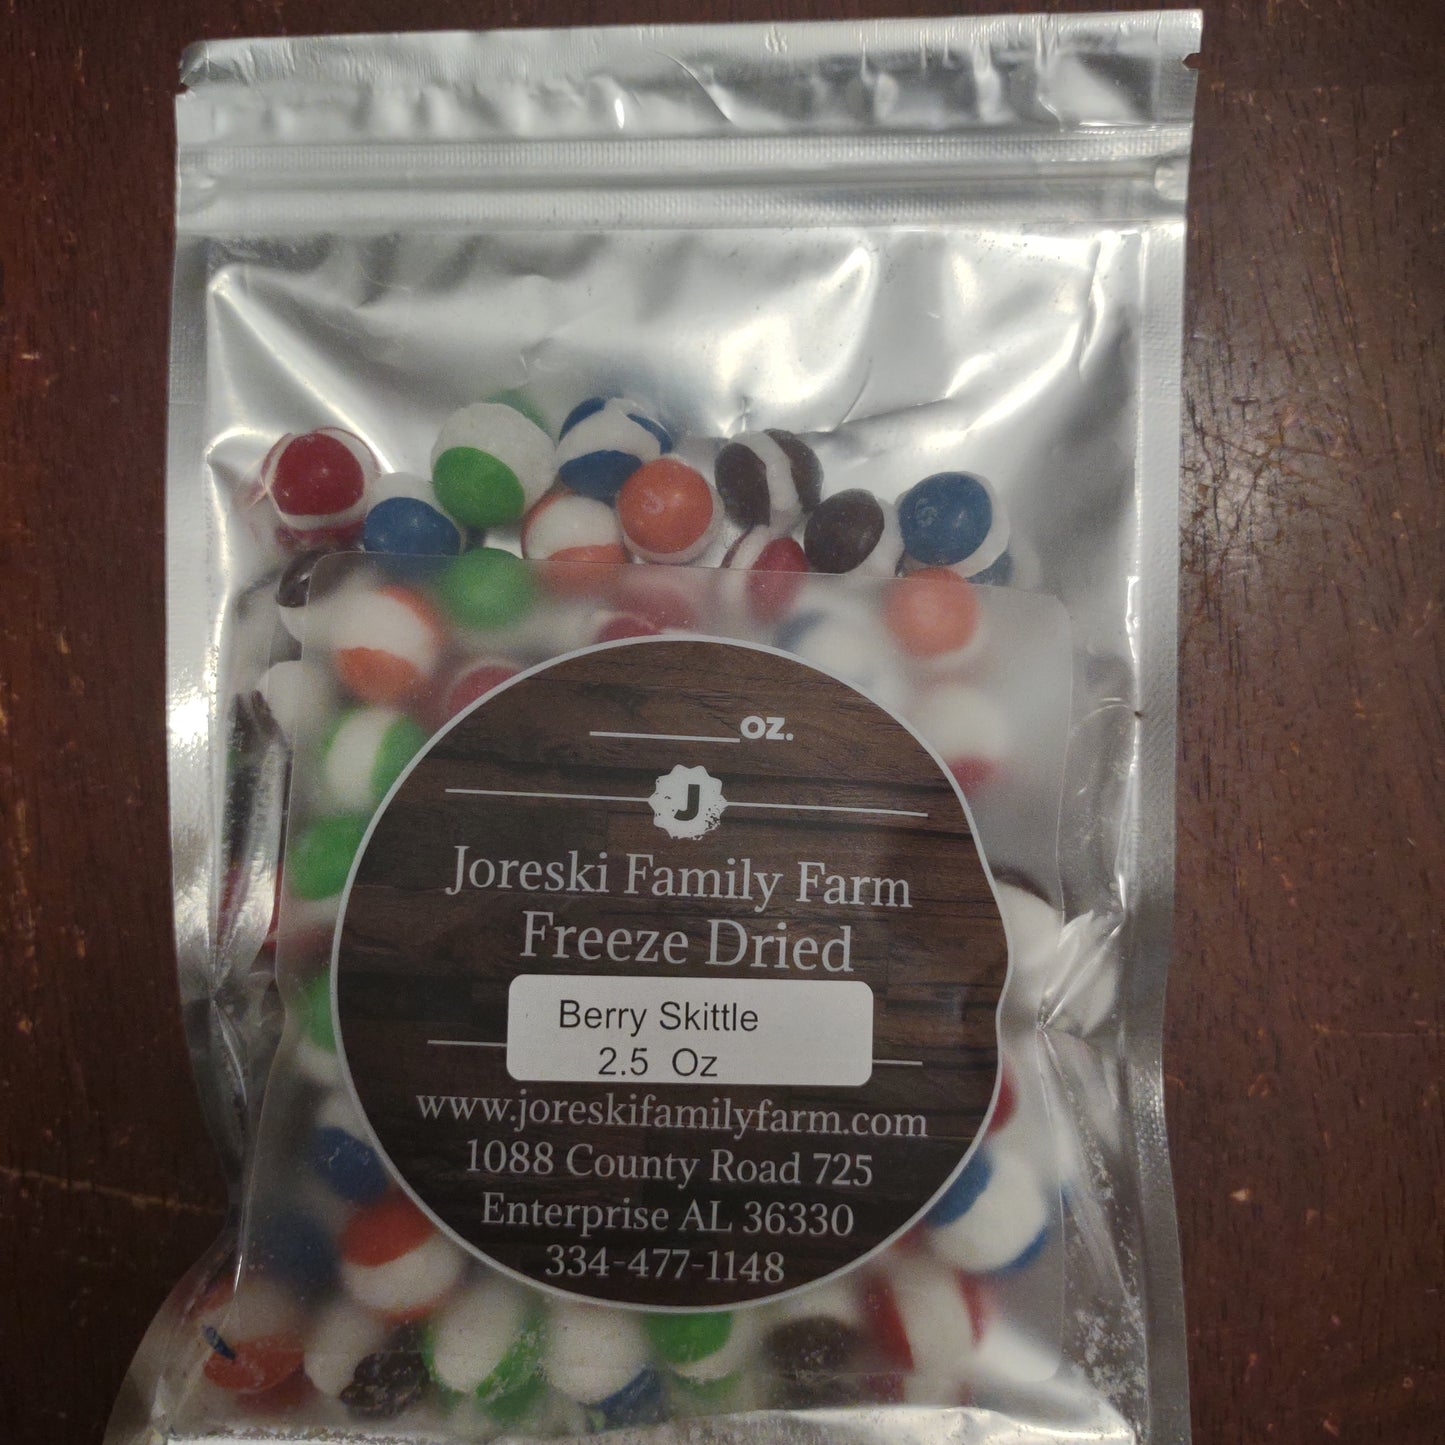 oz.
J
Joreski Family Farm
Freeze Dried
Berry Skittle
2.5 Oz
www.joreskifamilyfarm.com
1088 County Road 725
Enterprise AL 36330
334-477-1148